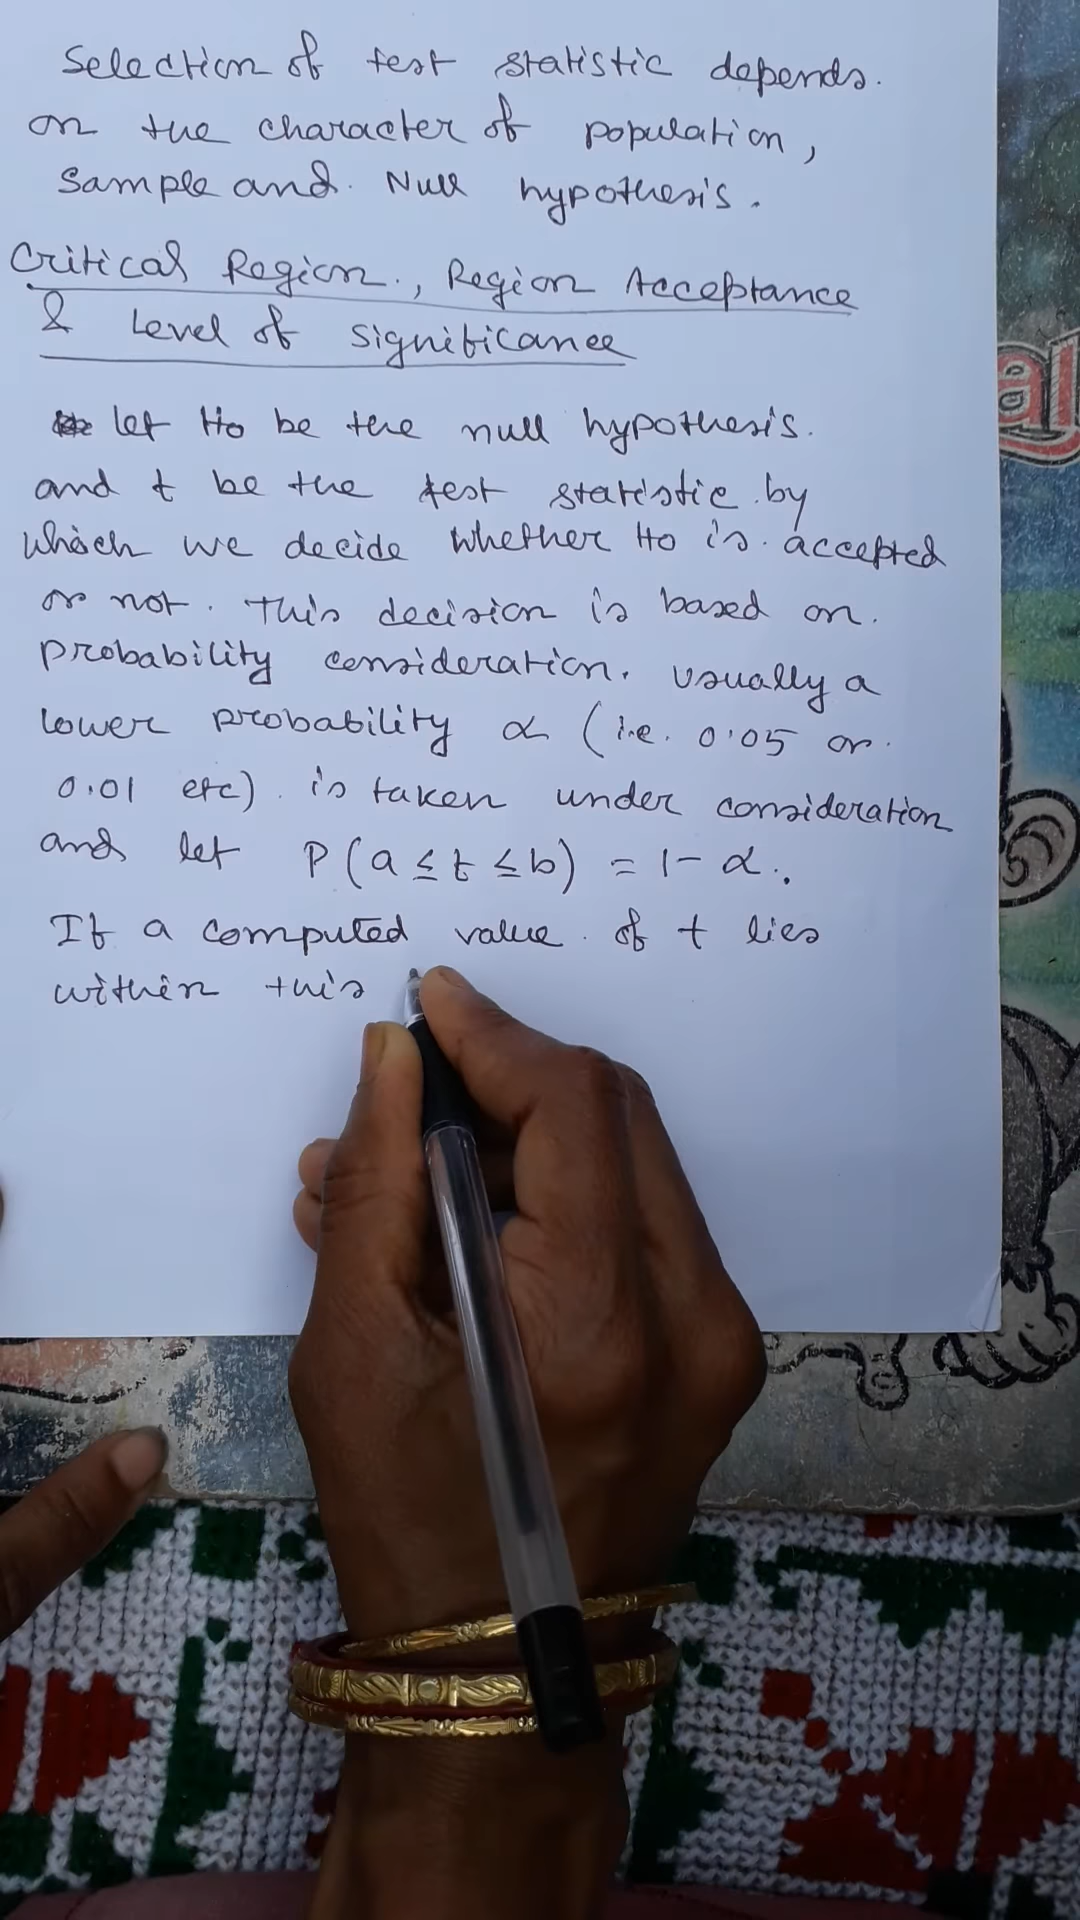 Selection of test statistic depends.
on the character of population,
Sample and Null hypothesis.
Critical Region., Region Acceptance
& Level of significance
let Ho be the null hypothesis.
and t be the test statistic by
which we decide whether Ho is accepted
or not. This decision is based on.
Probability consideration. Usually a
lower probability α (i.e. 0.05 or
0.01 etc) is taken under consideration
and let P(a ≤ t ≤ b) = 1 - α.
If a computed value of t lies
within this